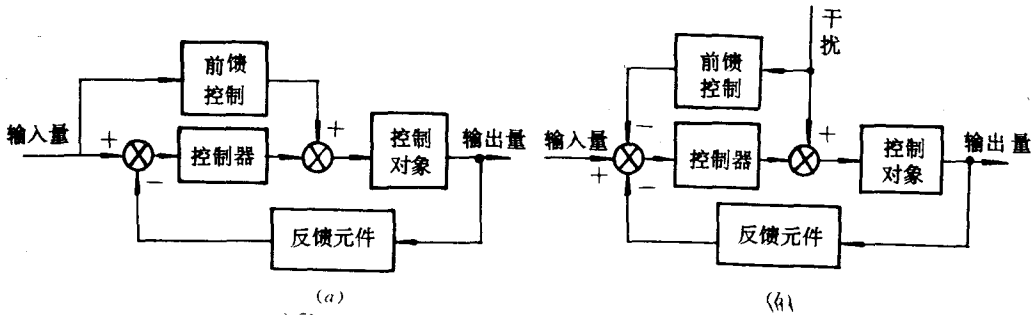 前馈
控制
输入量
+
−
控制器
+
控制
对象
输出量
反馈元件
(a)
干
扰
前馈
控制
−
输入量
+
−
控制器
+
控制
对象
输出量
反馈元件